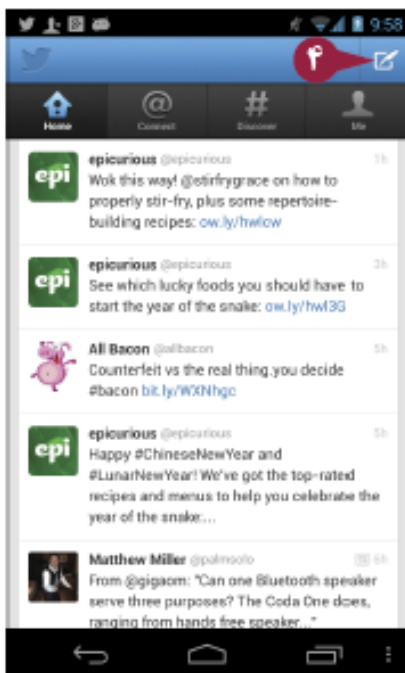 9:58
۴
Home
Connect
Discover
Me
epicurious @epicurious 1h
epi
Wok this way! @stirfrygrace on how to
properly stir-fry, plus some repertoire-
building recipes: ow.ly/hwlcw
epicurious @epicurious 3h
epi
See which lucky foods you should have to
start the year of the snake: ow.ly/hwl3G
All Bacon @allbacon 5h
Counterfeit vs the real thing.you decide
#bacon bit.ly/WXNhgc
epicurious @epicurious 5h
epi
Happy #ChineseNewYear and
#LunarNewYear! We've got the top-rated
recipes and menus to help you celebrate the
year of the snake:...
Matthew Miller @palmsolo 6h
From @gigaom: "Can one Bluetooth speaker
serve three purposes? The Coda One does,
ranging from hands free speaker..."